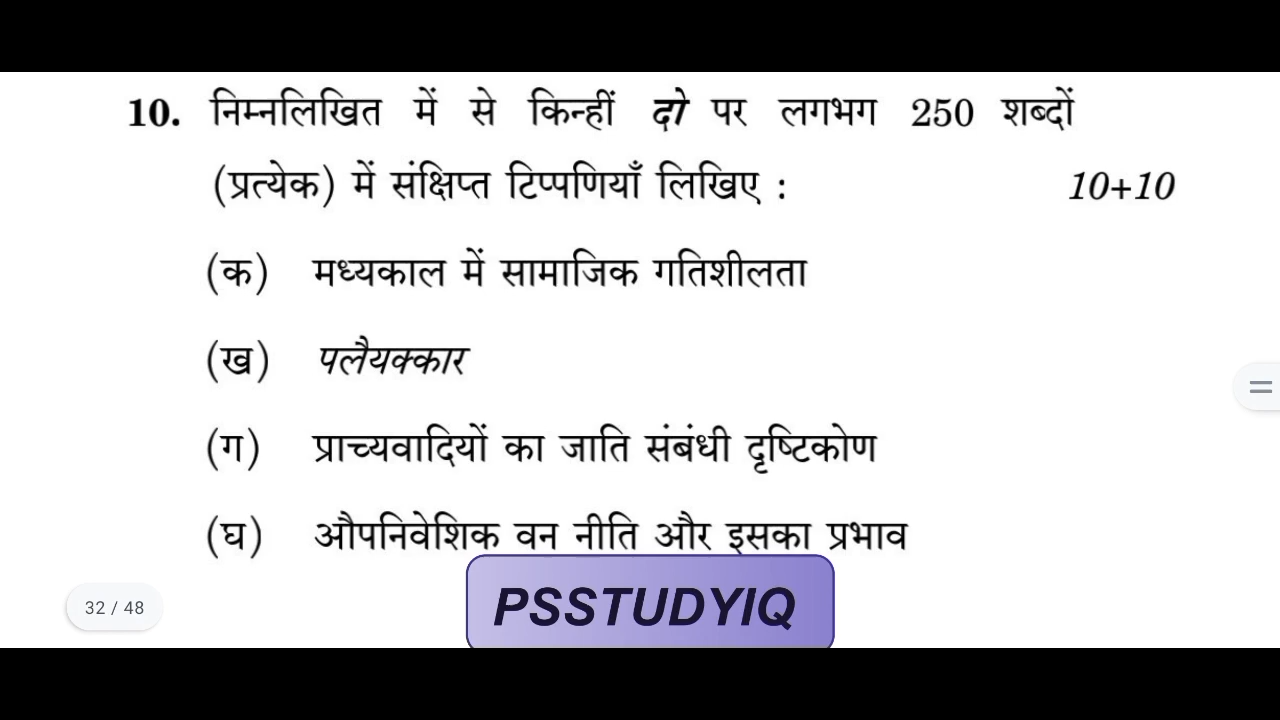 10. निम्नलिखित में से किन्हीं दो पर लगभग 250 शब्दों
(प्रत्येक) में संक्षिप्त टिप्पणियाँ लिखिए : 10+10
(क) मध्यकाल में सामाजिक गतिशीलता
(ख) पलैयक्कार
(ग) प्राच्यवादियों का जाति संबंधी दृष्टिकोण
(घ) औपनिवेशिक वन नीति और इसका प्रभाव
PSSTUDYIQ
32 / 48